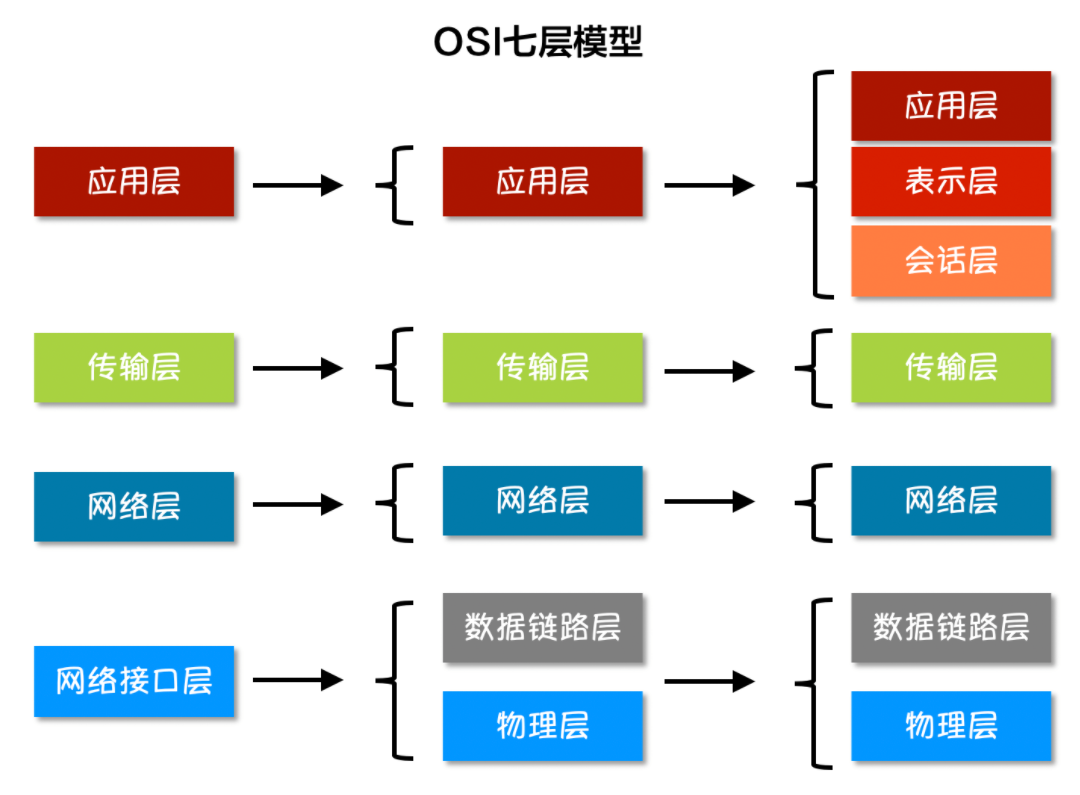 OSI七层模型
应用层
应用层
应用层
表示层
会话层
传输层
传输层
传输层
网络层
网络层
网络层
网络接口层
数据链路层
物理层
数据链路层
物理层